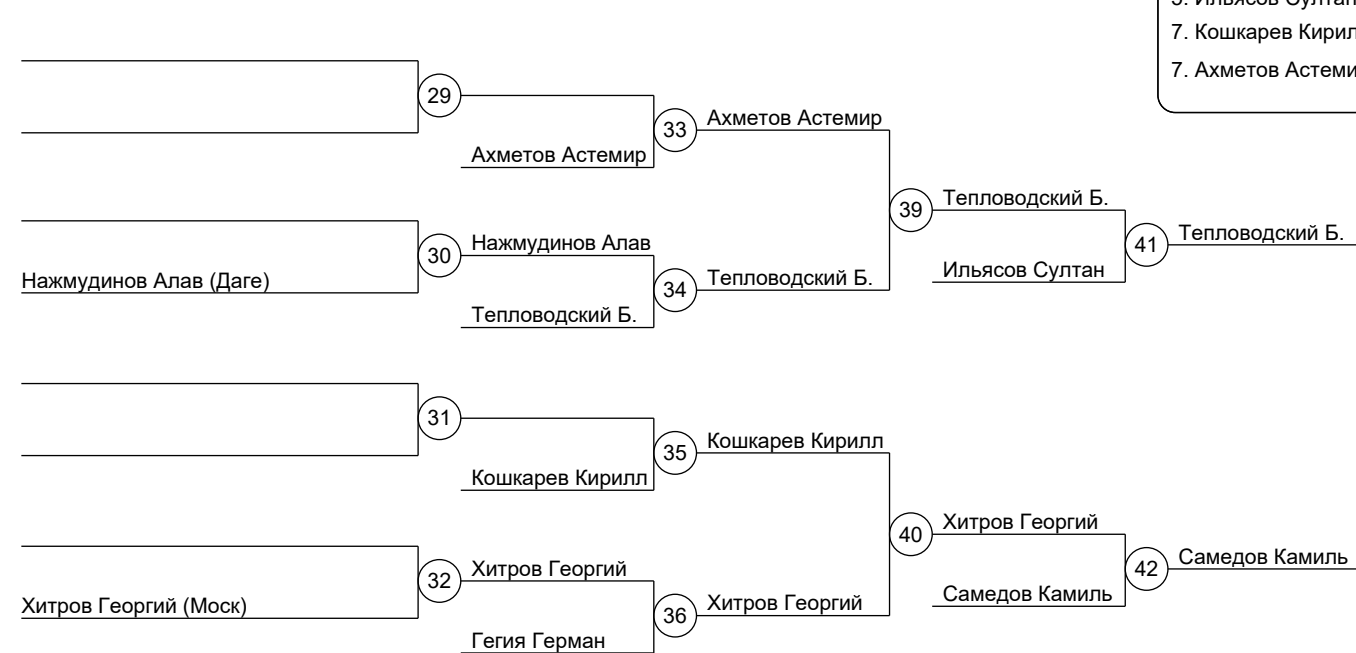 7. Кошкарев Кирил
7. Ахметов Астеми
29
Ахметов Астемир
33
Ахметов Астемир
Нажмудинов Алав (Даге)
30
Нажмудинов Алав
Тепловодский Б.
34
Тепловодский Б.
39
Тепловодский Б.
Ильясов Султан
41
Тепловодский Б.
31
Кошкарев Кирилл
35
Кошкарев Кирилл
Хитров Георгий (Моск)
32
Хитров Георгий
Гегия Герман
36
Хитров Георгий
40
Хитров Георгий
Самедов Камиль
42
Самедов Камиль